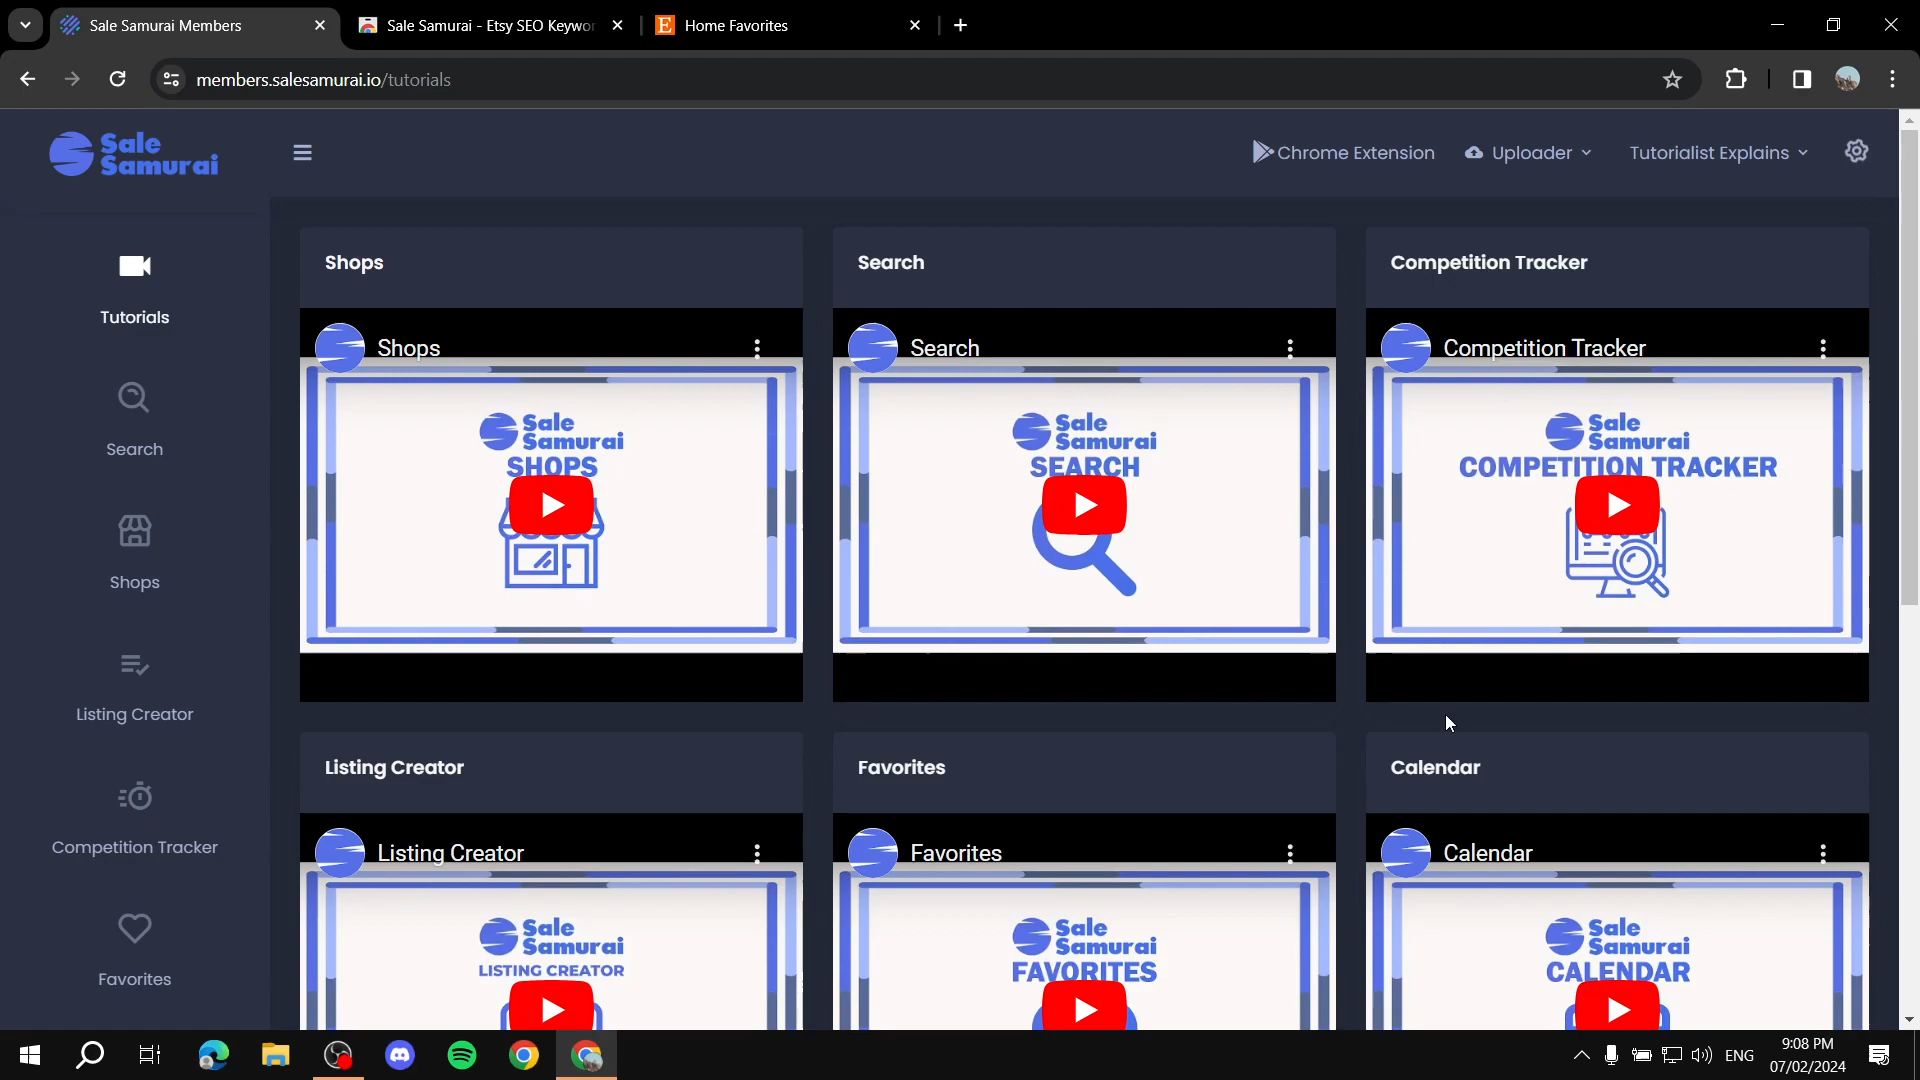 Sale Samurai Members
Sale Samurai - Etsy SEO Keywor
Home Favorites
members.salesamurai.io/tutorials
Sale
Samurai
Chrome Extension
Uploader
Tutorialist Explains
Tutorials
Search
Shops
Listing Creator
Competition Tracker
Favorites
Shops
Shops
Sale
Samurai
SHOPS
Search
Search
Sale
Samurai
SEARCH
Competition Tracker
Competition Tracker
Sale
Samurai
COMPETITION TRACKER
Listing Creator
Listing Creator
Sale
Samurai
LISTING CREATOR
Favorites
Favorites
Sale
Samurai
FAVORITES
Calendar
Calendar
Sale
Samurai
CALENDAR
ENG
9:08 PM
07/02/2024